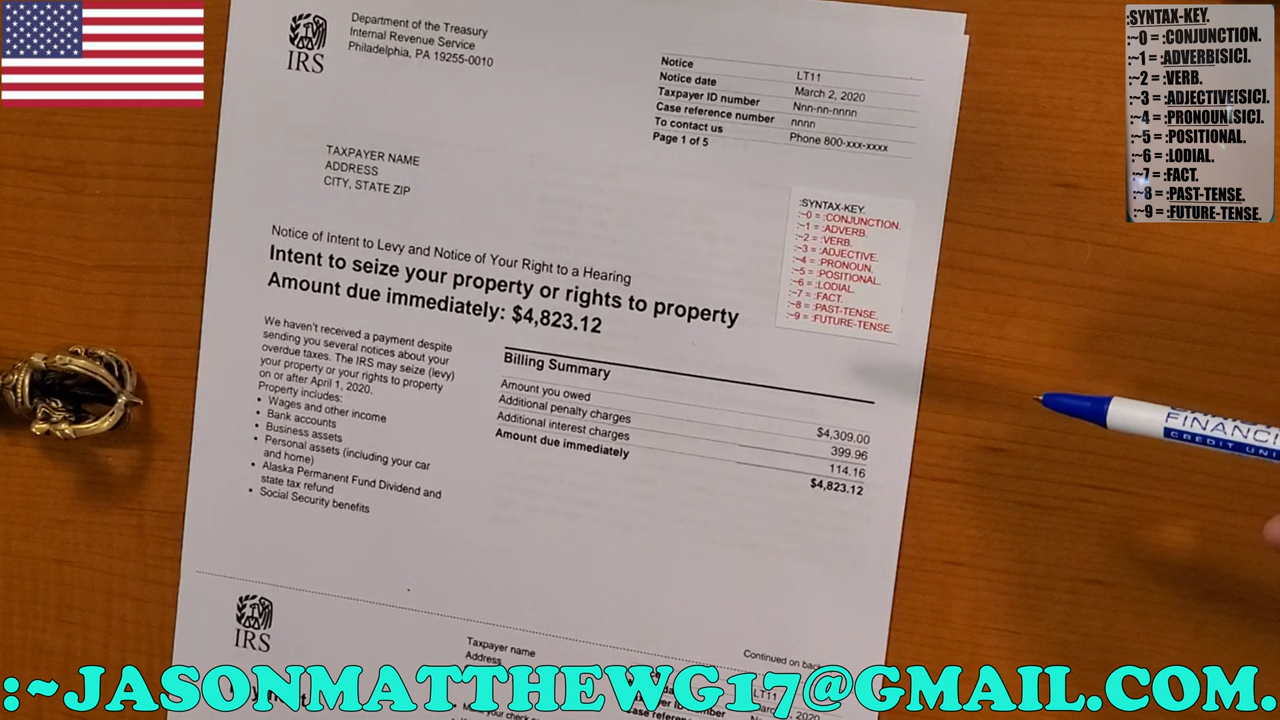 Department of the Treasury
Internal Revenue Service
Philadelphia, PA 19255-0010
IRS
Notice LT11
Notice date March 2, 2020
Taxpayer ID number Nnn-nn-nnnn
Case reference number nnnn
To contact us Phone 800-xxx-xxxx
Page 1 of 5
:SYNTAX-KEY.
:~0 = :CONJUNCTION.
:~1 = :ADVERB[SIC].
:~2 = :VERB.
:~3 = :ADJECTIVE[SIC].
:~4 = :PRONOUN[SIC].
:~5 = :POSITIONAL.
:~6 = :LODIAL.
:~7 = :FACT.
:~8 = :PAST-TENSE.
:~9 = :FUTURE-TENSE.
TAXPAYER NAME
ADDRESS
CITY, STATE ZIP
:SYNTAX-KEY.
:~0 = :CONJUNCTION.
:~1 = :ADVERB.
:~2 = :VERB.
:~3 = :ADJECTIVE.
:~4 = :PRONOUN.
:~5 = :POSITIONAL.
:~6 = :LODIAL.
:~7 = :FACT.
:~8 = :PAST-TENSE.
:~9 = :FUTURE-TENSE.
Notice of Intent to Levy and Notice of Your Right to a Hearing
Intent to seize your property or rights to property
Amount due immediately: $4,823.12
We haven't received a payment despite
sending you several notices about your
overdue taxes. The IRS may seize (levy)
your property or your rights to property
on or after April 1, 2020.
Property includes:
• Wages and other income
• Bank accounts
• Business assets
• Personal assets (including your car
and home)
• Alaska Permanent Fund Dividend and
state tax refund
• Social Security benefits
Billing Summary
Amount you owed $4,309.00
Additional penalty charges 399.96
Additional interest charges 114.16
Amount due immediately $4,823.12
FINANCI
CREDIT UNI
IRS
Continued on back
Taxpayer name
Address
LT11
2020
:~JASONMATTHEWG17@GMAIL.COM.